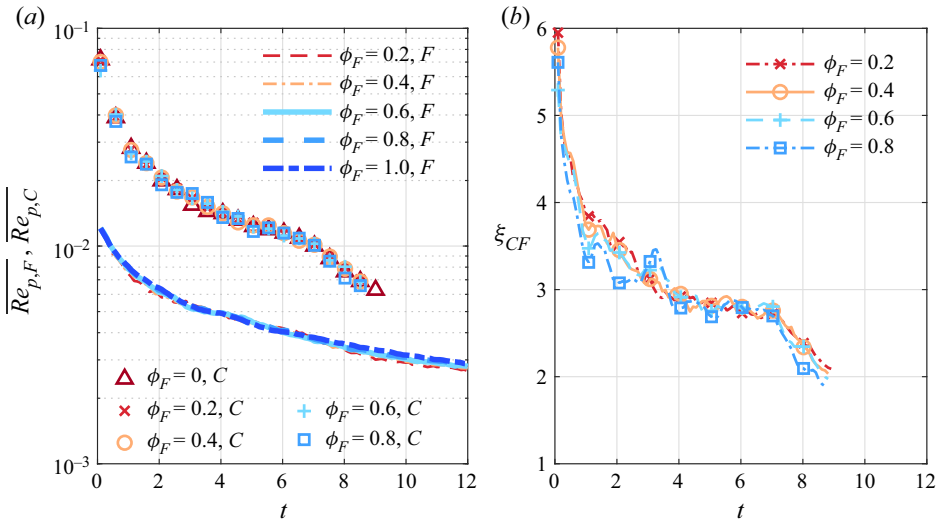 (a)
10⁻¹
10⁻²
10⁻³
Re_{p,F}, Re_{p,C}
ϕ_F = 0.2, F
ϕ_F = 0.4, F
ϕ_F = 0.6, F
ϕ_F = 0.8, F
ϕ_F = 1.0, F
ϕ_F = 0, C
ϕ_F = 0.2, C
ϕ_F = 0.4, C
ϕ_F = 0.6, C
ϕ_F = 0.8, C
0 2 4 6 8 10 12
t
(b)
6
5
4
3
2
1
ξ_{CF}
ϕ_F = 0.2
ϕ_F = 0.4
ϕ_F = 0.6
ϕ_F = 0.8
0 2 4 6 8 10 12
t